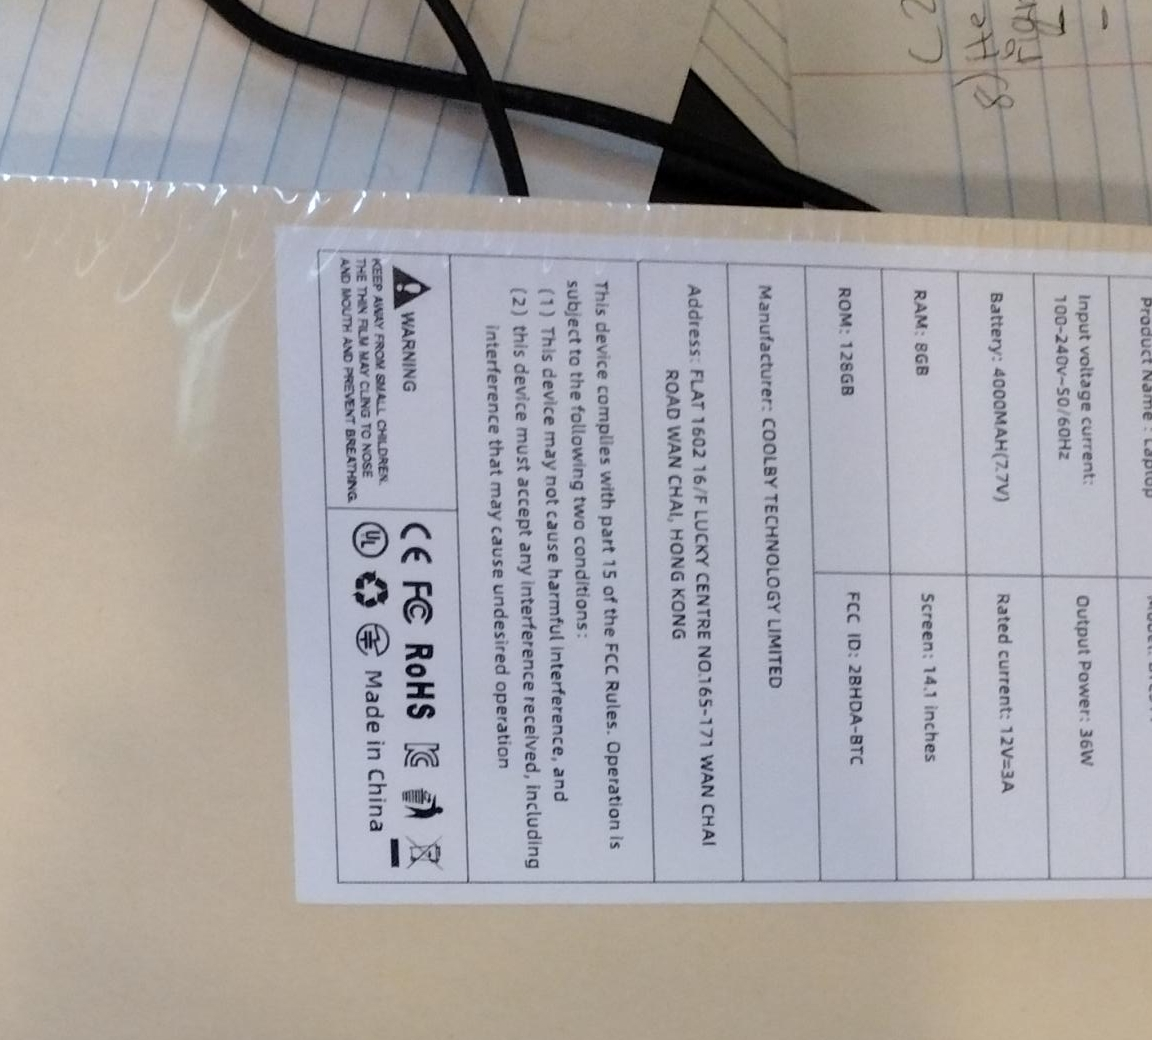 Product Name : Laptop
Input voltage current:
100-240v~50/60Hz
Output Power: 36W
Battery: 4000MAH(7.7V)
Rated current: 12V=3A
RAM: 8GB
Screen: 14.1 inches
ROM: 128GB
FCC ID: 2BHDA-BTC
Manufacturer: COOLBY TECHNOLOGY LIMITED
Address: FLAT 1602 16/F LUCKY CENTRE NO.165-171 WAN CHAI
ROAD WAN CHAI, HONG KONG
This device complies with part 15 of the FCC Rules. Operation is
subject to the following two conditions:
(1) This device may not cause harmful interference, and
(2) this device must accept any interference received, including
interference that may cause undesired operation
WARNING
KEEP AWAY FROM SMALL CHILDREN.
THE THIN FILM MAY CLING TO NOSE
AND MOUTH AND PREVENT BREATHING.
CE FC RoHS
UL Made in China